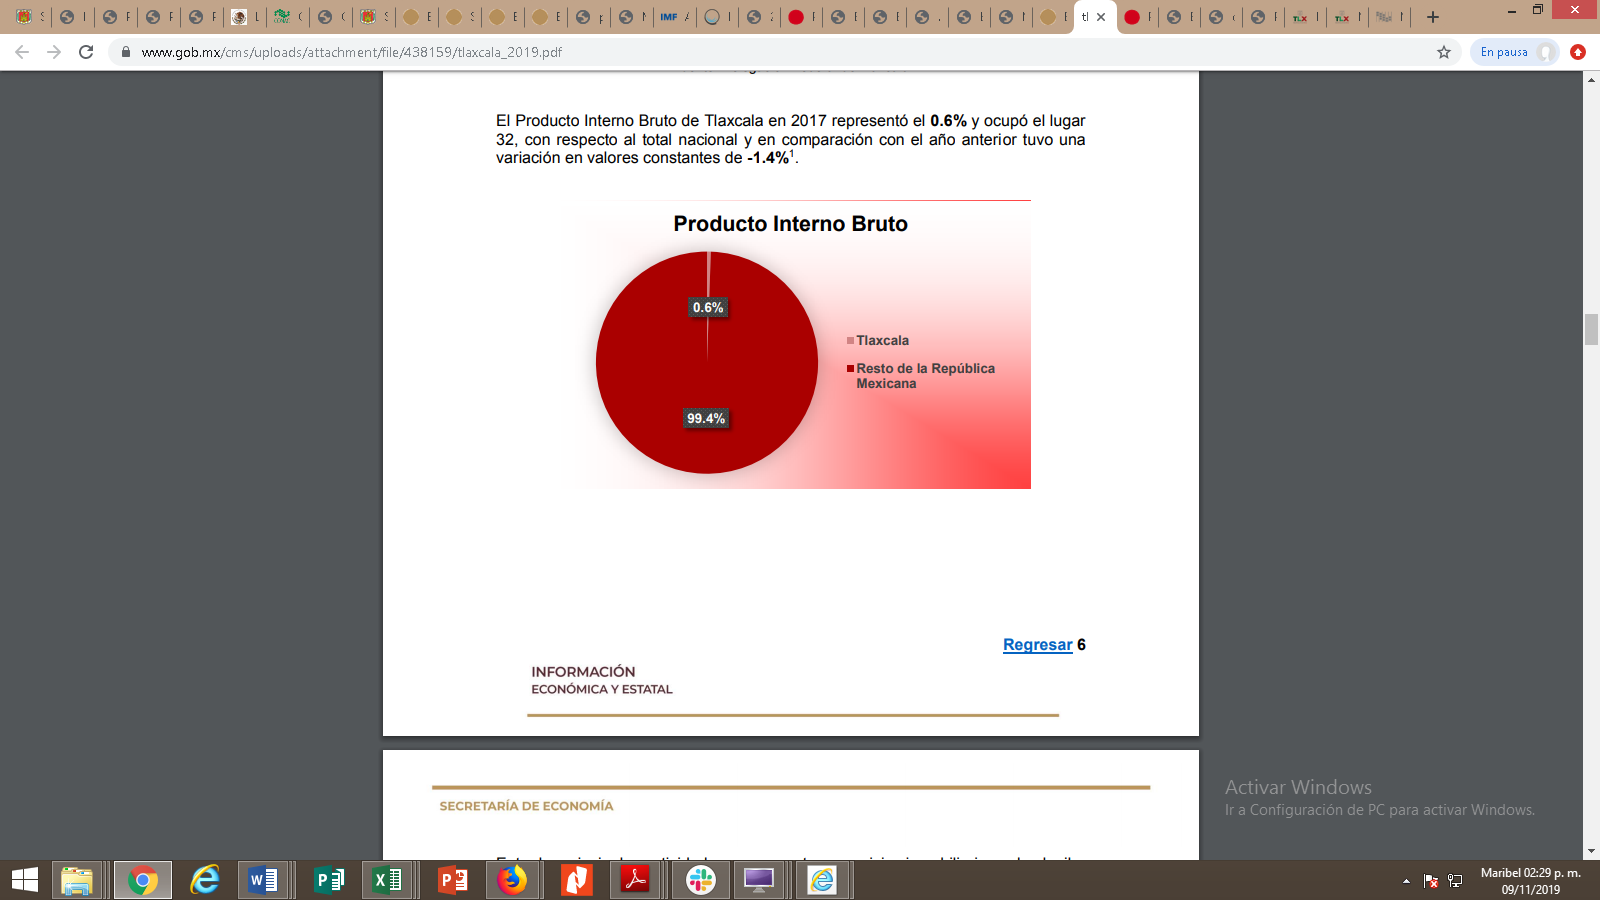 IMF
TLX
TLX
www.gob.mx/cms/uploads/attachment/file/438159/tlaxcala_2019.pdf
En pausa
El Producto Interno Bruto de Tlaxcala en 2017 representó el 0.6% y ocupó el lugar
32, con respecto al total nacional y en comparación con el año anterior tuvo una
variación en valores constantes de -1.4%1.
Producto Interno Bruto
0.6%
99.4%
Tlaxcala
Resto de la República
Mexicana
Regresar 6
INFORMACIÓN
ECONÓMICA Y ESTATAL
SECRETARÍA DE ECONOMÍA
Activar Windows
Ir a Configuración de PC para activar Windows.
Maribel 02:29 p. m.
09/11/2019